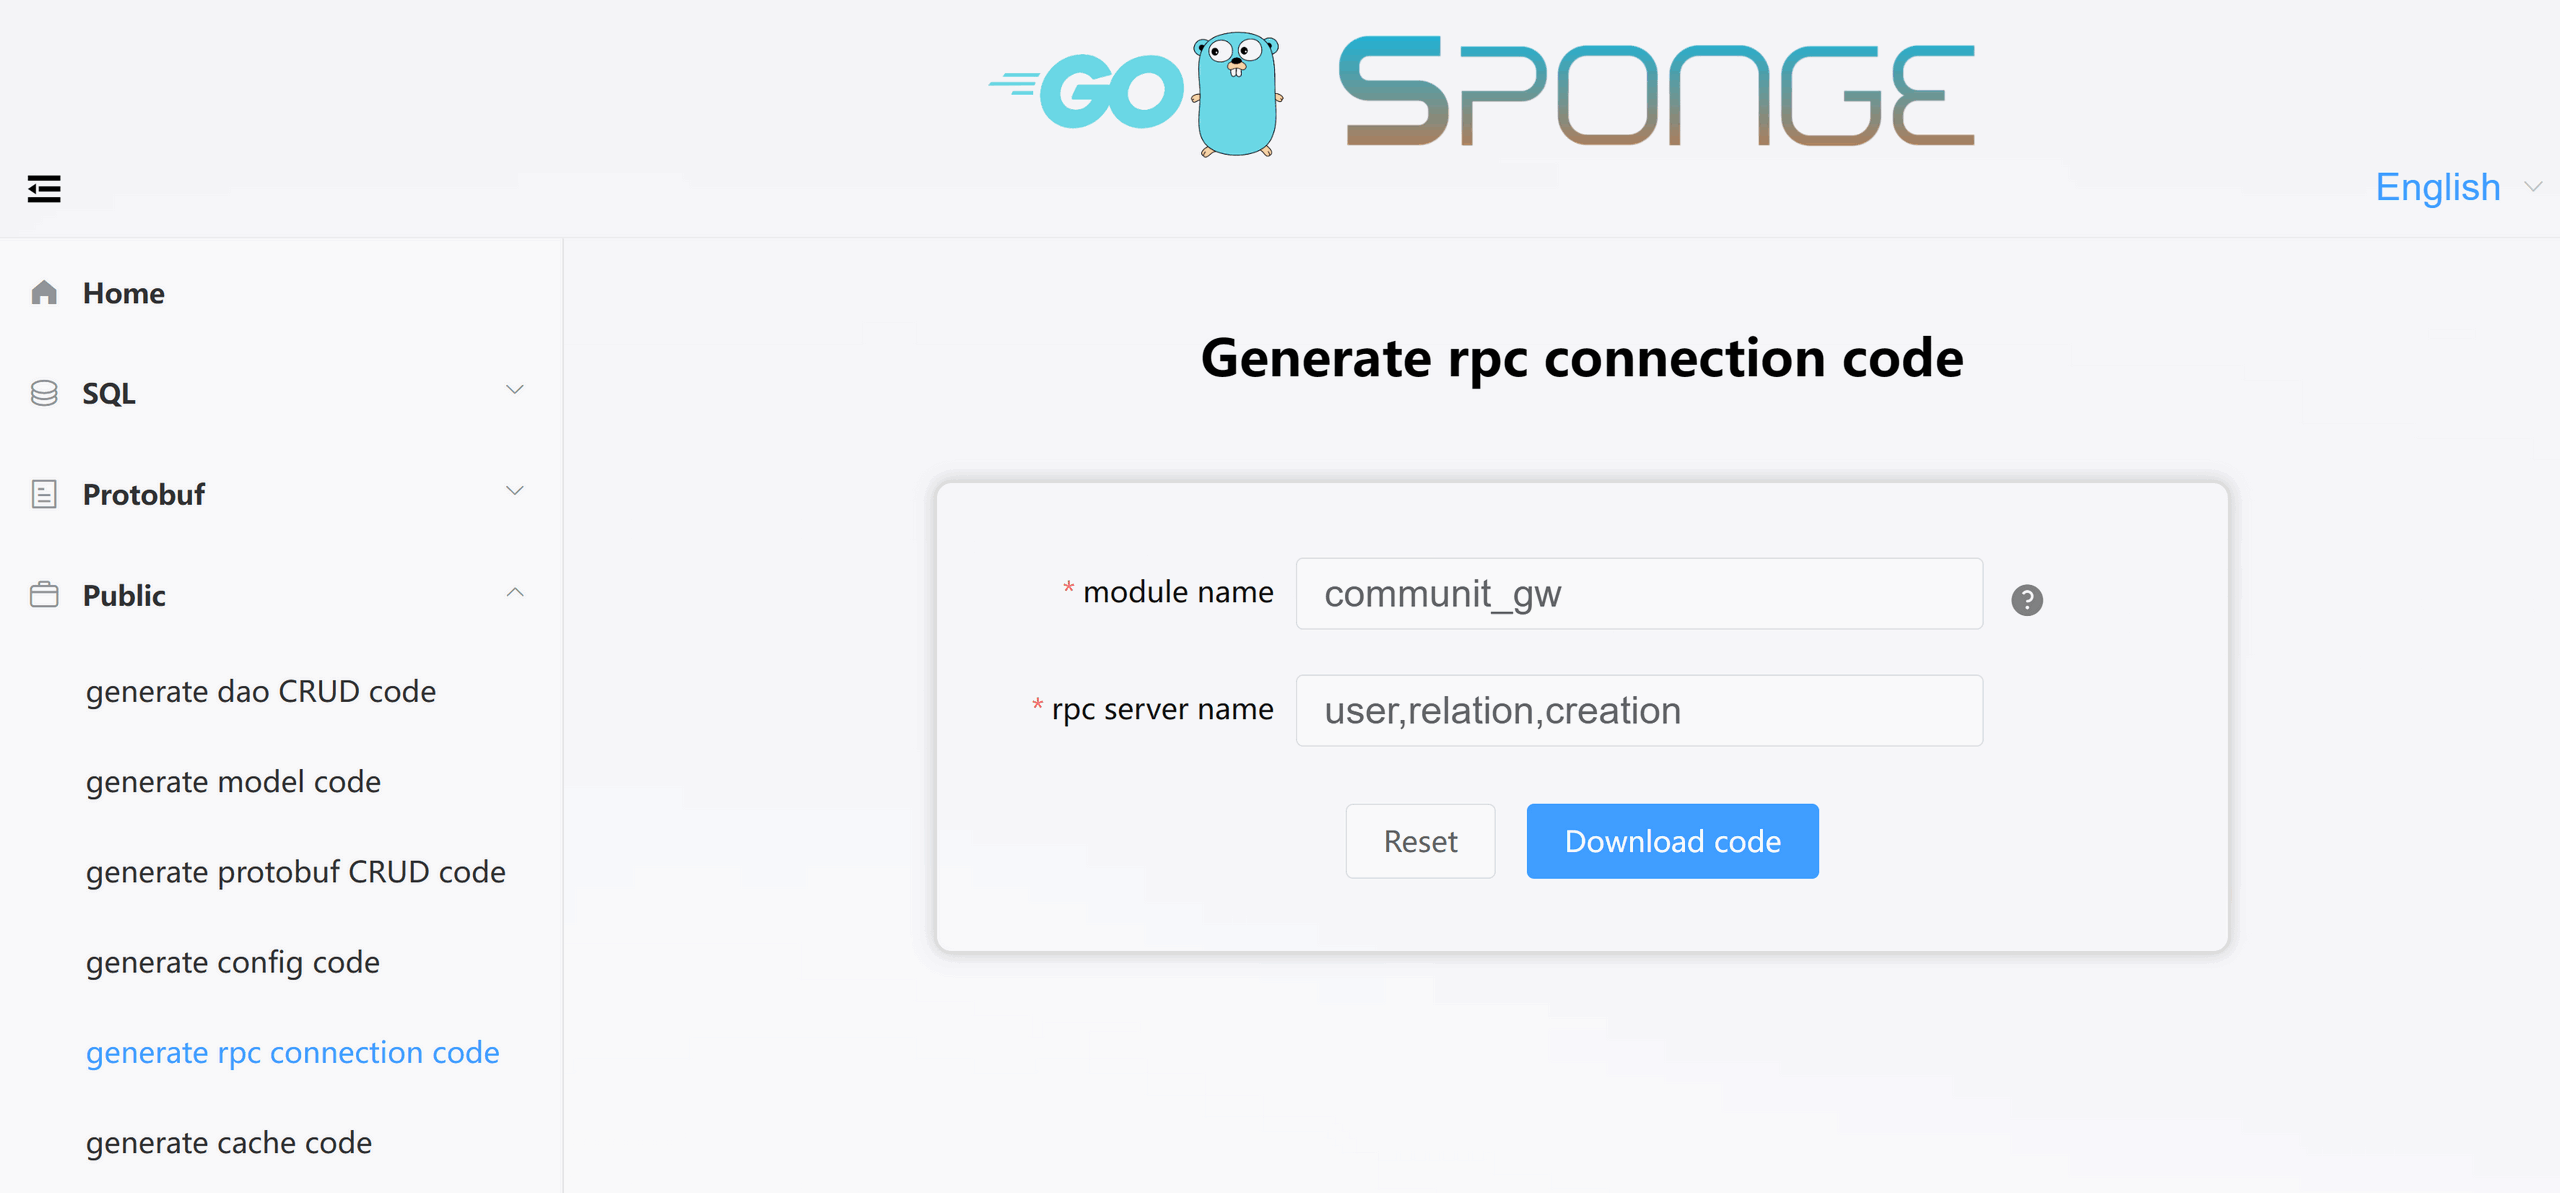 GO SPONGE
English
Home
SQL
Protobuf
Public
generate dao CRUD code
generate model code
generate protobuf CRUD code
generate config code
generate rpc connection code
generate cache code
Generate rpc connection code
* module name communit_gw ?
* rpc server name user,relation,creation
Reset Download code